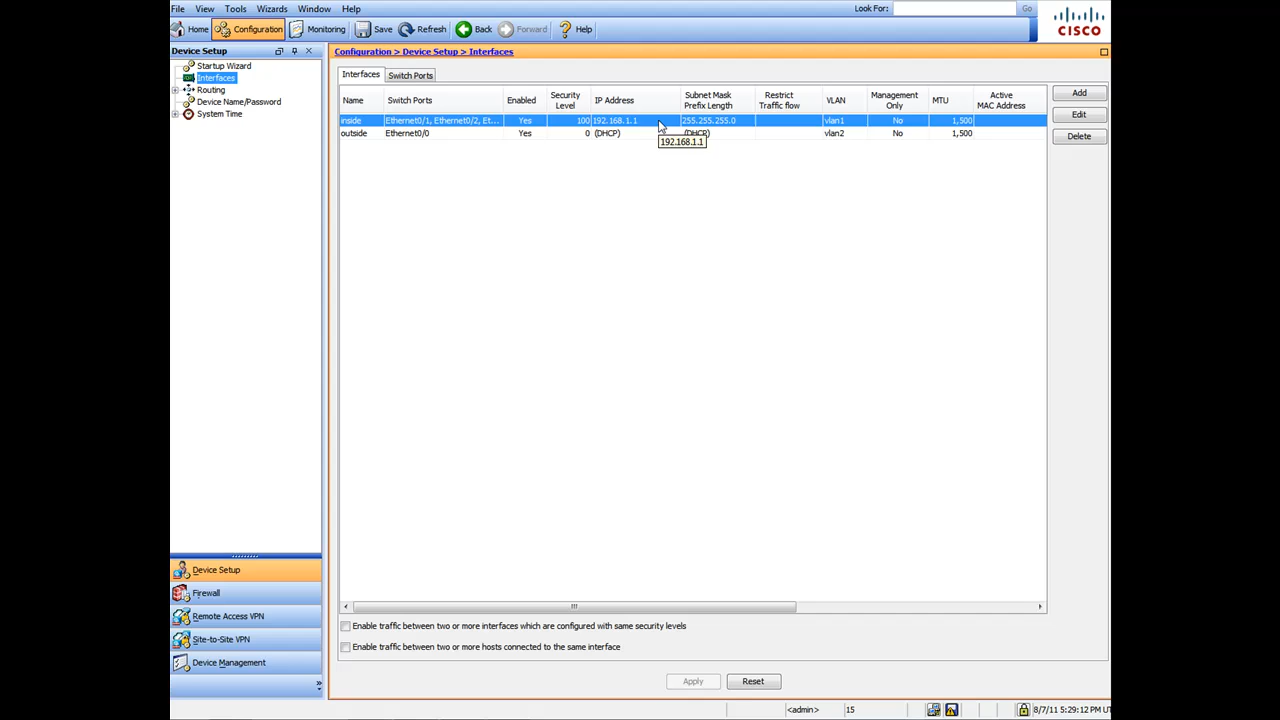 File View Tools Wizards Window Help Look For: Go
Home Configuration Monitoring Save Refresh Back Forward Help
CISCO
Device Setup
Startup Wizard
Interfaces
Routing
Device Name/Password
System Time
Device Setup
Firewall
Remote Access VPN
Site-to-Site VPN
Device Management
Configuration > Device Setup > Interfaces
Interfaces Switch Ports
Name Switch Ports Enabled Security Level IP Address Subnet Mask Prefix Length Restrict Traffic flow VLAN Management Only MTU Active MAC Address
inside Ethernet0/1, Ethernet0/2, Et... Yes 100 192.168.1.1 255.255.255.0 vlan1 No 1,500
outside Ethernet0/0 Yes 0 (DHCP) (DHCP) vlan2 No 1,500
192.168.1.1
Add
Edit
Delete
Enable traffic between two or more interfaces which are configured with same security levels
Enable traffic between two or more hosts connected to the same interface
Apply Reset
<admin> 15 8/7/11 5:29:12 PM